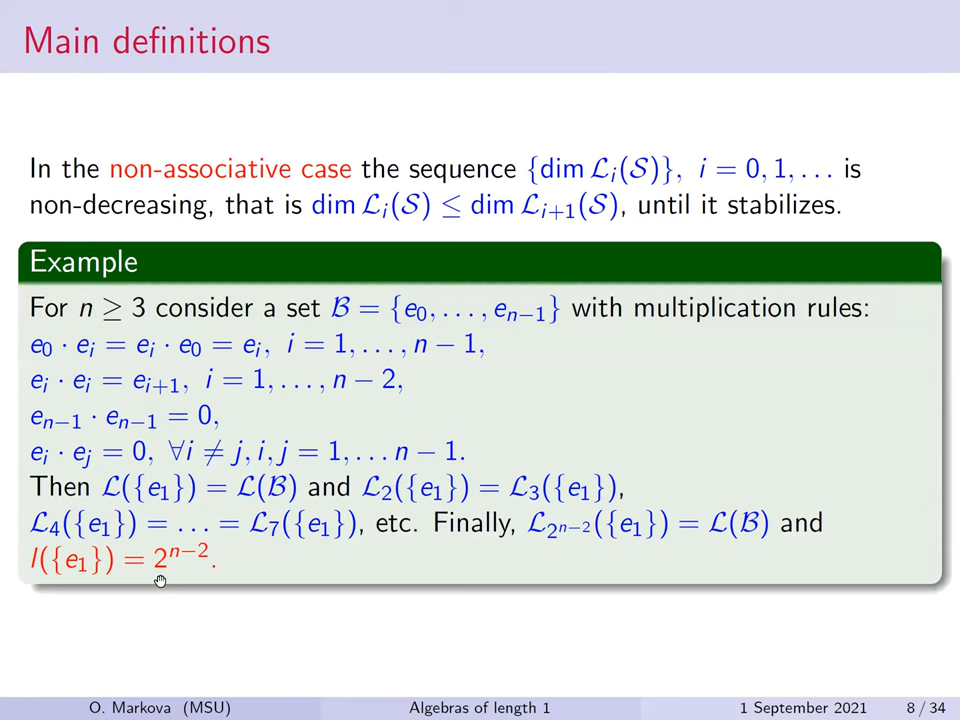 Main definitions
In the non-associative case the sequence {dim ℒᵢ(𝒮)}, i = 0, 1, . . . is
non-decreasing, that is dim ℒᵢ(𝒮) ≤ dim ℒᵢ₊₁(𝒮), until it stabilizes.
Example
For n ≥ 3 consider a set ℬ = {e₀, . . . , eₙ₋₁} with multiplication rules:
e₀ · eᵢ = eᵢ · e₀ = eᵢ, i = 1, . . . , n − 1,
eᵢ · eᵢ = eᵢ₊₁, i = 1, . . . , n − 2,
eₙ₋₁ · eₙ₋₁ = 0,
eᵢ · eⱼ = 0, ∀i ≠ j, i, j = 1, . . . n − 1.
Then ℒ({e₁}) = ℒ(ℬ) and ℒ₂({e₁}) = ℒ₃({e₁}),
ℒ₄({e₁}) = . . . = ℒ₇({e₁}), etc. Finally, ℒ_{2ⁿ⁻²}({e₁}) = ℒ(ℬ) and
l({e₁}) = 2ⁿ⁻².
O. Markova (MSU) Algebras of length 1 1 September 2021 8 / 34